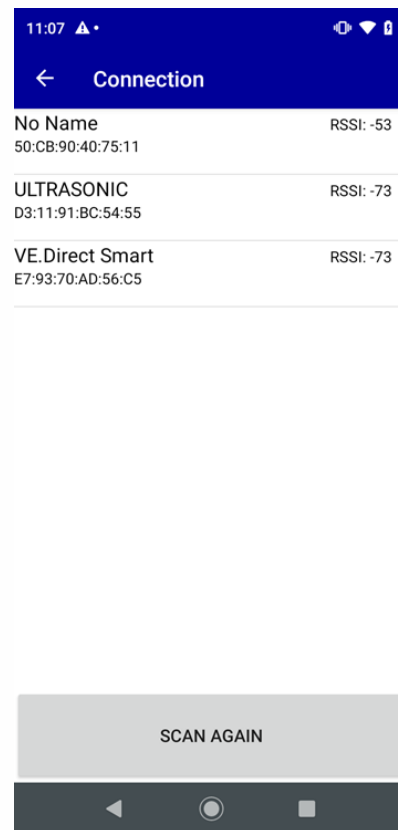 11:07
Connection
No Name RSSI: -53
50:CB:90:40:75:11
ULTRASONIC RSSI: -73
D3:11:91:BC:54:55
VE.Direct Smart RSSI: -73
E7:93:70:AD:56:C5
SCAN AGAIN